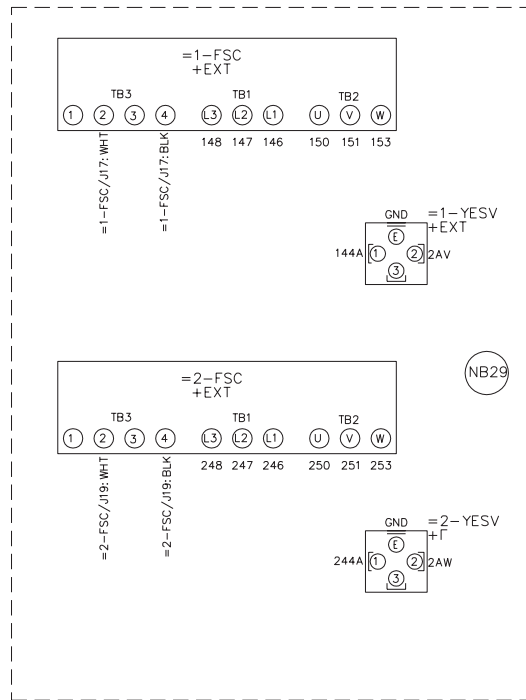 =1-FSC
+EXT
TB3 TB1 TB2
1 2 3 4 L3 L2 L1 U V W
148 147 146 150 151 153
=1-FSC/J17:WHT
=1-FSC/J17:BLK
GND =1-YESV
+EXT
E
144A 1 2 2AV
3
NB29
=2-FSC
+EXT
TB3 TB1 TB2
1 2 3 4 L3 L2 L1 U V W
248 247 246 250 251 253
=2-FSC/J19:WHT
=2-FSC/J19:BLK
GND =2-YESV
+Γ
E
244A 1 2 2AW
3